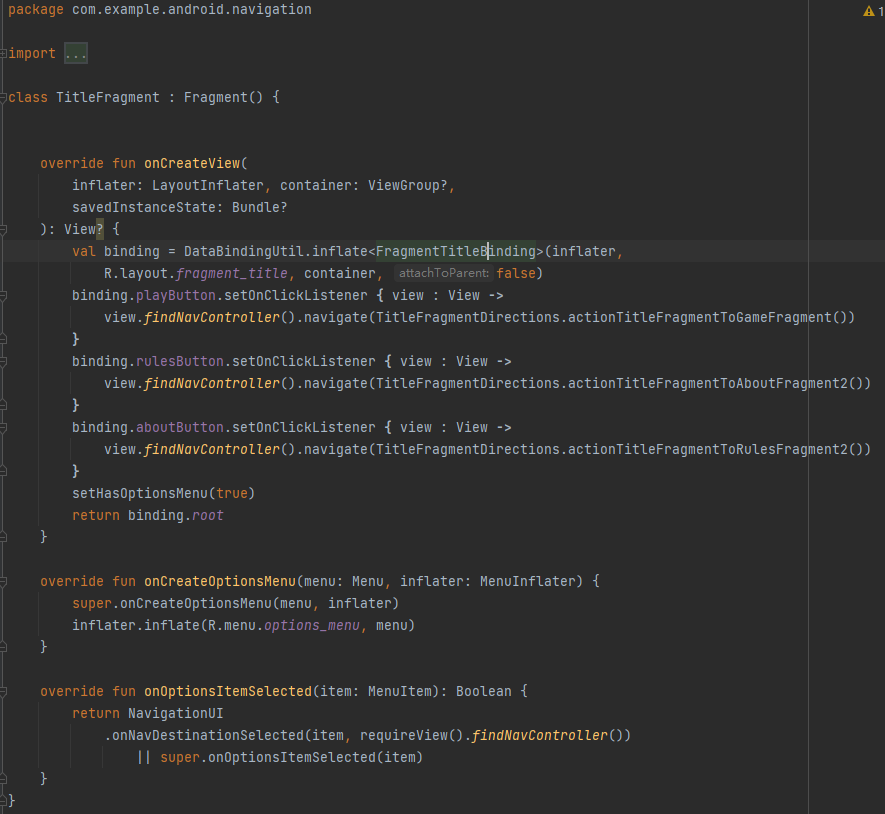 package com.example.android.navigation
1
import ...
class TitleFragment : Fragment() {
override fun onCreateView(
inflater: LayoutInflater, container: ViewGroup?,
savedInstanceState: Bundle?
): View? {
val binding = DataBindingUtil.inflate<FragmentTitleBinding>(inflater,
R.layout.fragment_title, container, attachToParent: false)
binding.playButton.setOnClickListener { view : View ->
view.findNavController().navigate(TitleFragmentDirections.actionTitleFragmentToGameFragment())
}
binding.rulesButton.setOnClickListener { view : View ->
view.findNavController().navigate(TitleFragmentDirections.actionTitleFragmentToAboutFragment2())
}
binding.aboutButton.setOnClickListener { view : View ->
view.findNavController().navigate(TitleFragmentDirections.actionTitleFragmentToRulesFragment2())
}
setHasOptionsMenu(true)
return binding.root
}
override fun onCreateOptionsMenu(menu: Menu, inflater: MenuInflater) {
super.onCreateOptionsMenu(menu, inflater)
inflater.inflate(R.menu.options_menu, menu)
}
override fun onOptionsItemSelected(item: MenuItem): Boolean {
return NavigationUI
.onNavDestinationSelected(item, requireView().findNavController())
|| super.onOptionsItemSelected(item)
}
}